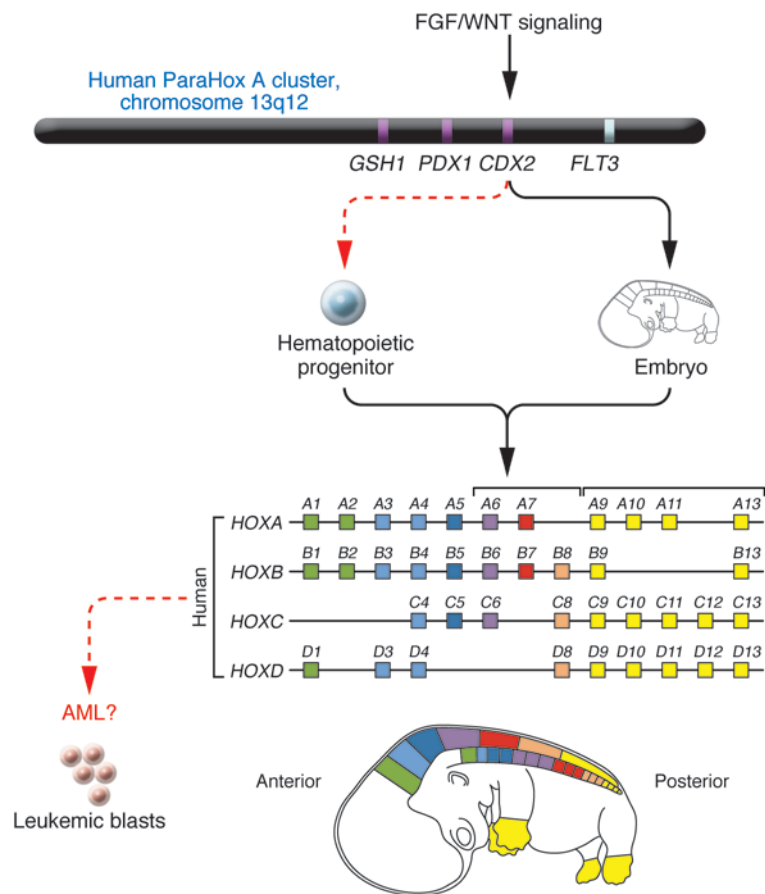 FGF/WNT signaling
Human ParaHox A cluster,
chromosome 13q12
GSH1 PDX1 CDX2 FLT3
Hematopoietic
progenitor
Embryo
A1 A2 A3 A4 A5 A6 A7 A9 A10 A11 A13
HOXA
B1 B2 B3 B4 B5 B6 B7 B8 B9 B13
HOXB
C4 C5 C6 C8 C9 C10 C11 C12 C13
HOXC
D1 D3 D4 D8 D9 D10 D11 D12 D13
HOXD
Human
AML?
Leukemic blasts
Anterior
Posterior